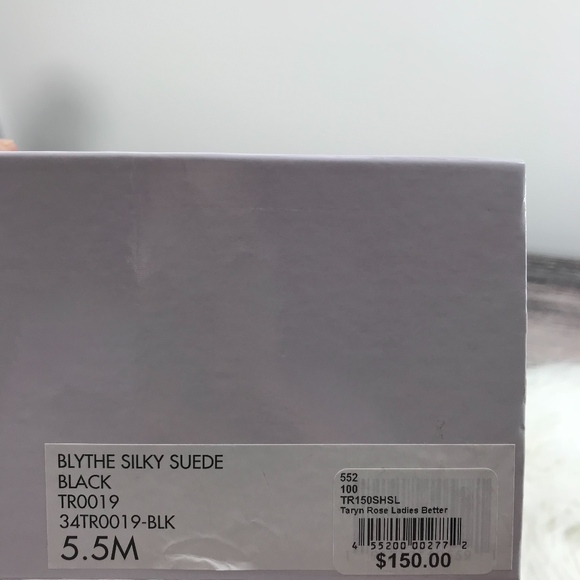 BLYTHE SILKY SUEDE
BLACK
TR0019
34TR0019-BLK
5.5M
552
100
TR150SHSL
Taryn Rose Ladies Better
4 55200 00277 2
$150.00